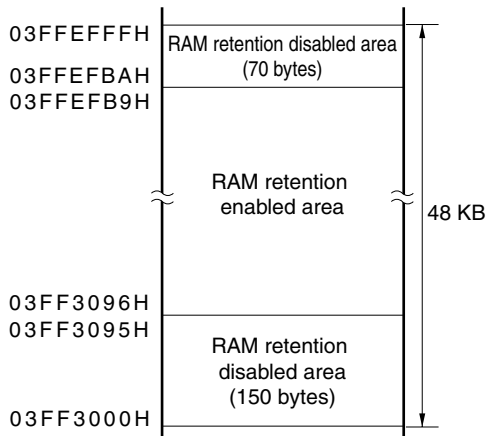 03FFEFFFH
RAM retention disabled area
(70 bytes)
03FFEFBAH
03FFEFB9H
RAM retention
enabled area
48 KB
03FF3096H
03FF3095H
RAM retention
disabled area
(150 bytes)
03FF3000H